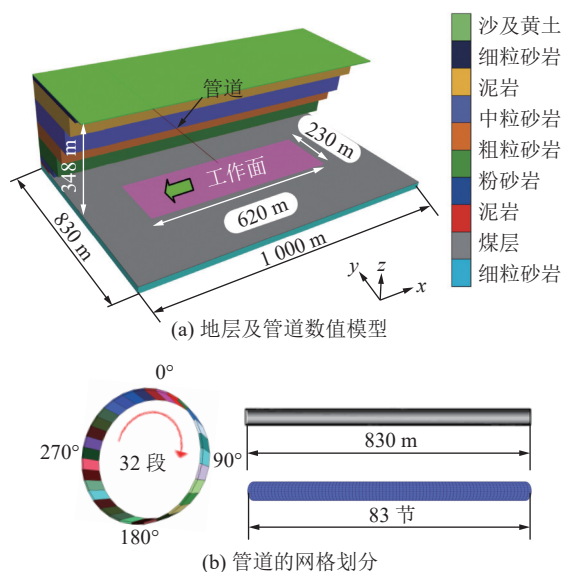 管道
沙及黄土
细粒砂岩
泥岩
中粒砂岩
粗粒砂岩
粉砂岩
泥岩
煤层
细粒砂岩
348 m
230 m
工作面
620 m
830 m
1 000 m
y
z
x
(a) 地层及管道数值模型
0°
270°
32 段
90°
180°
830 m
83 节
(b) 管道的网格划分